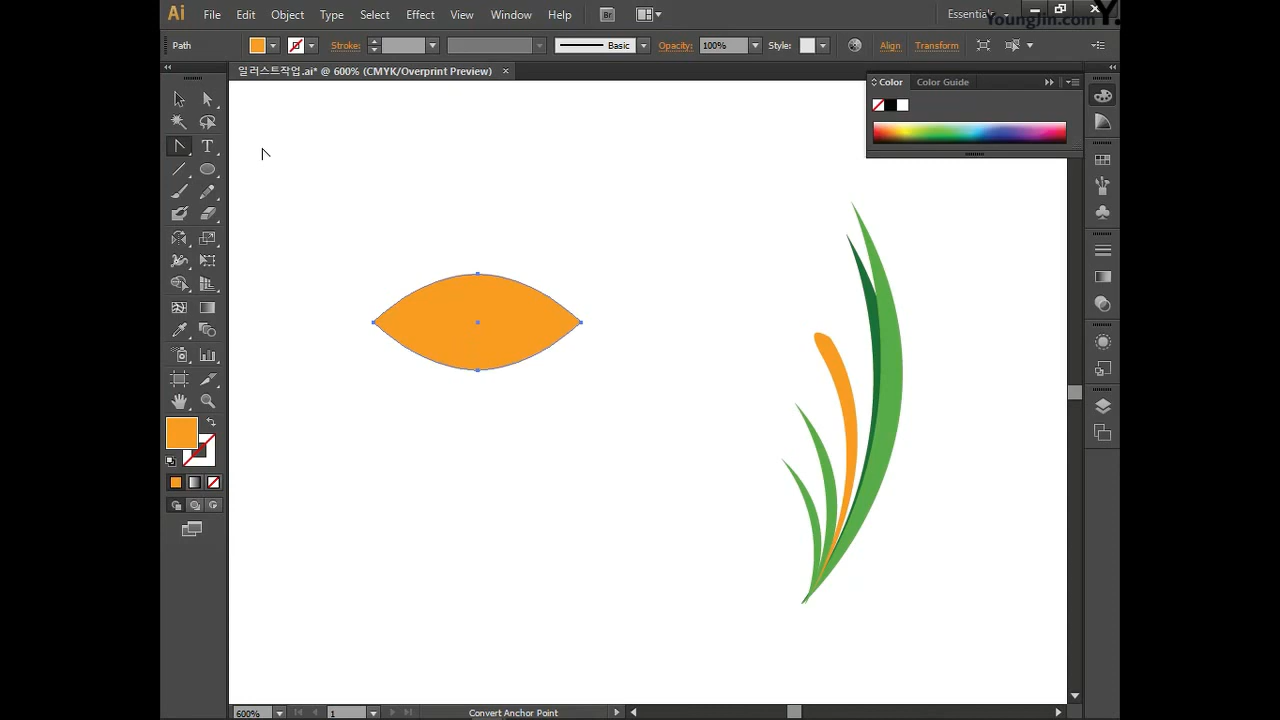 Ai File Edit Object Type Select Effect View Window Help Br Essentials
YoungJin.com Y.
Path Stroke: Basic Opacity: 100% Style: Align Transform
일러스트작업.ai* @ 600% (CMYK/Overprint Preview) ×
Color Color Guide
T
600% 1 Convert Anchor Point